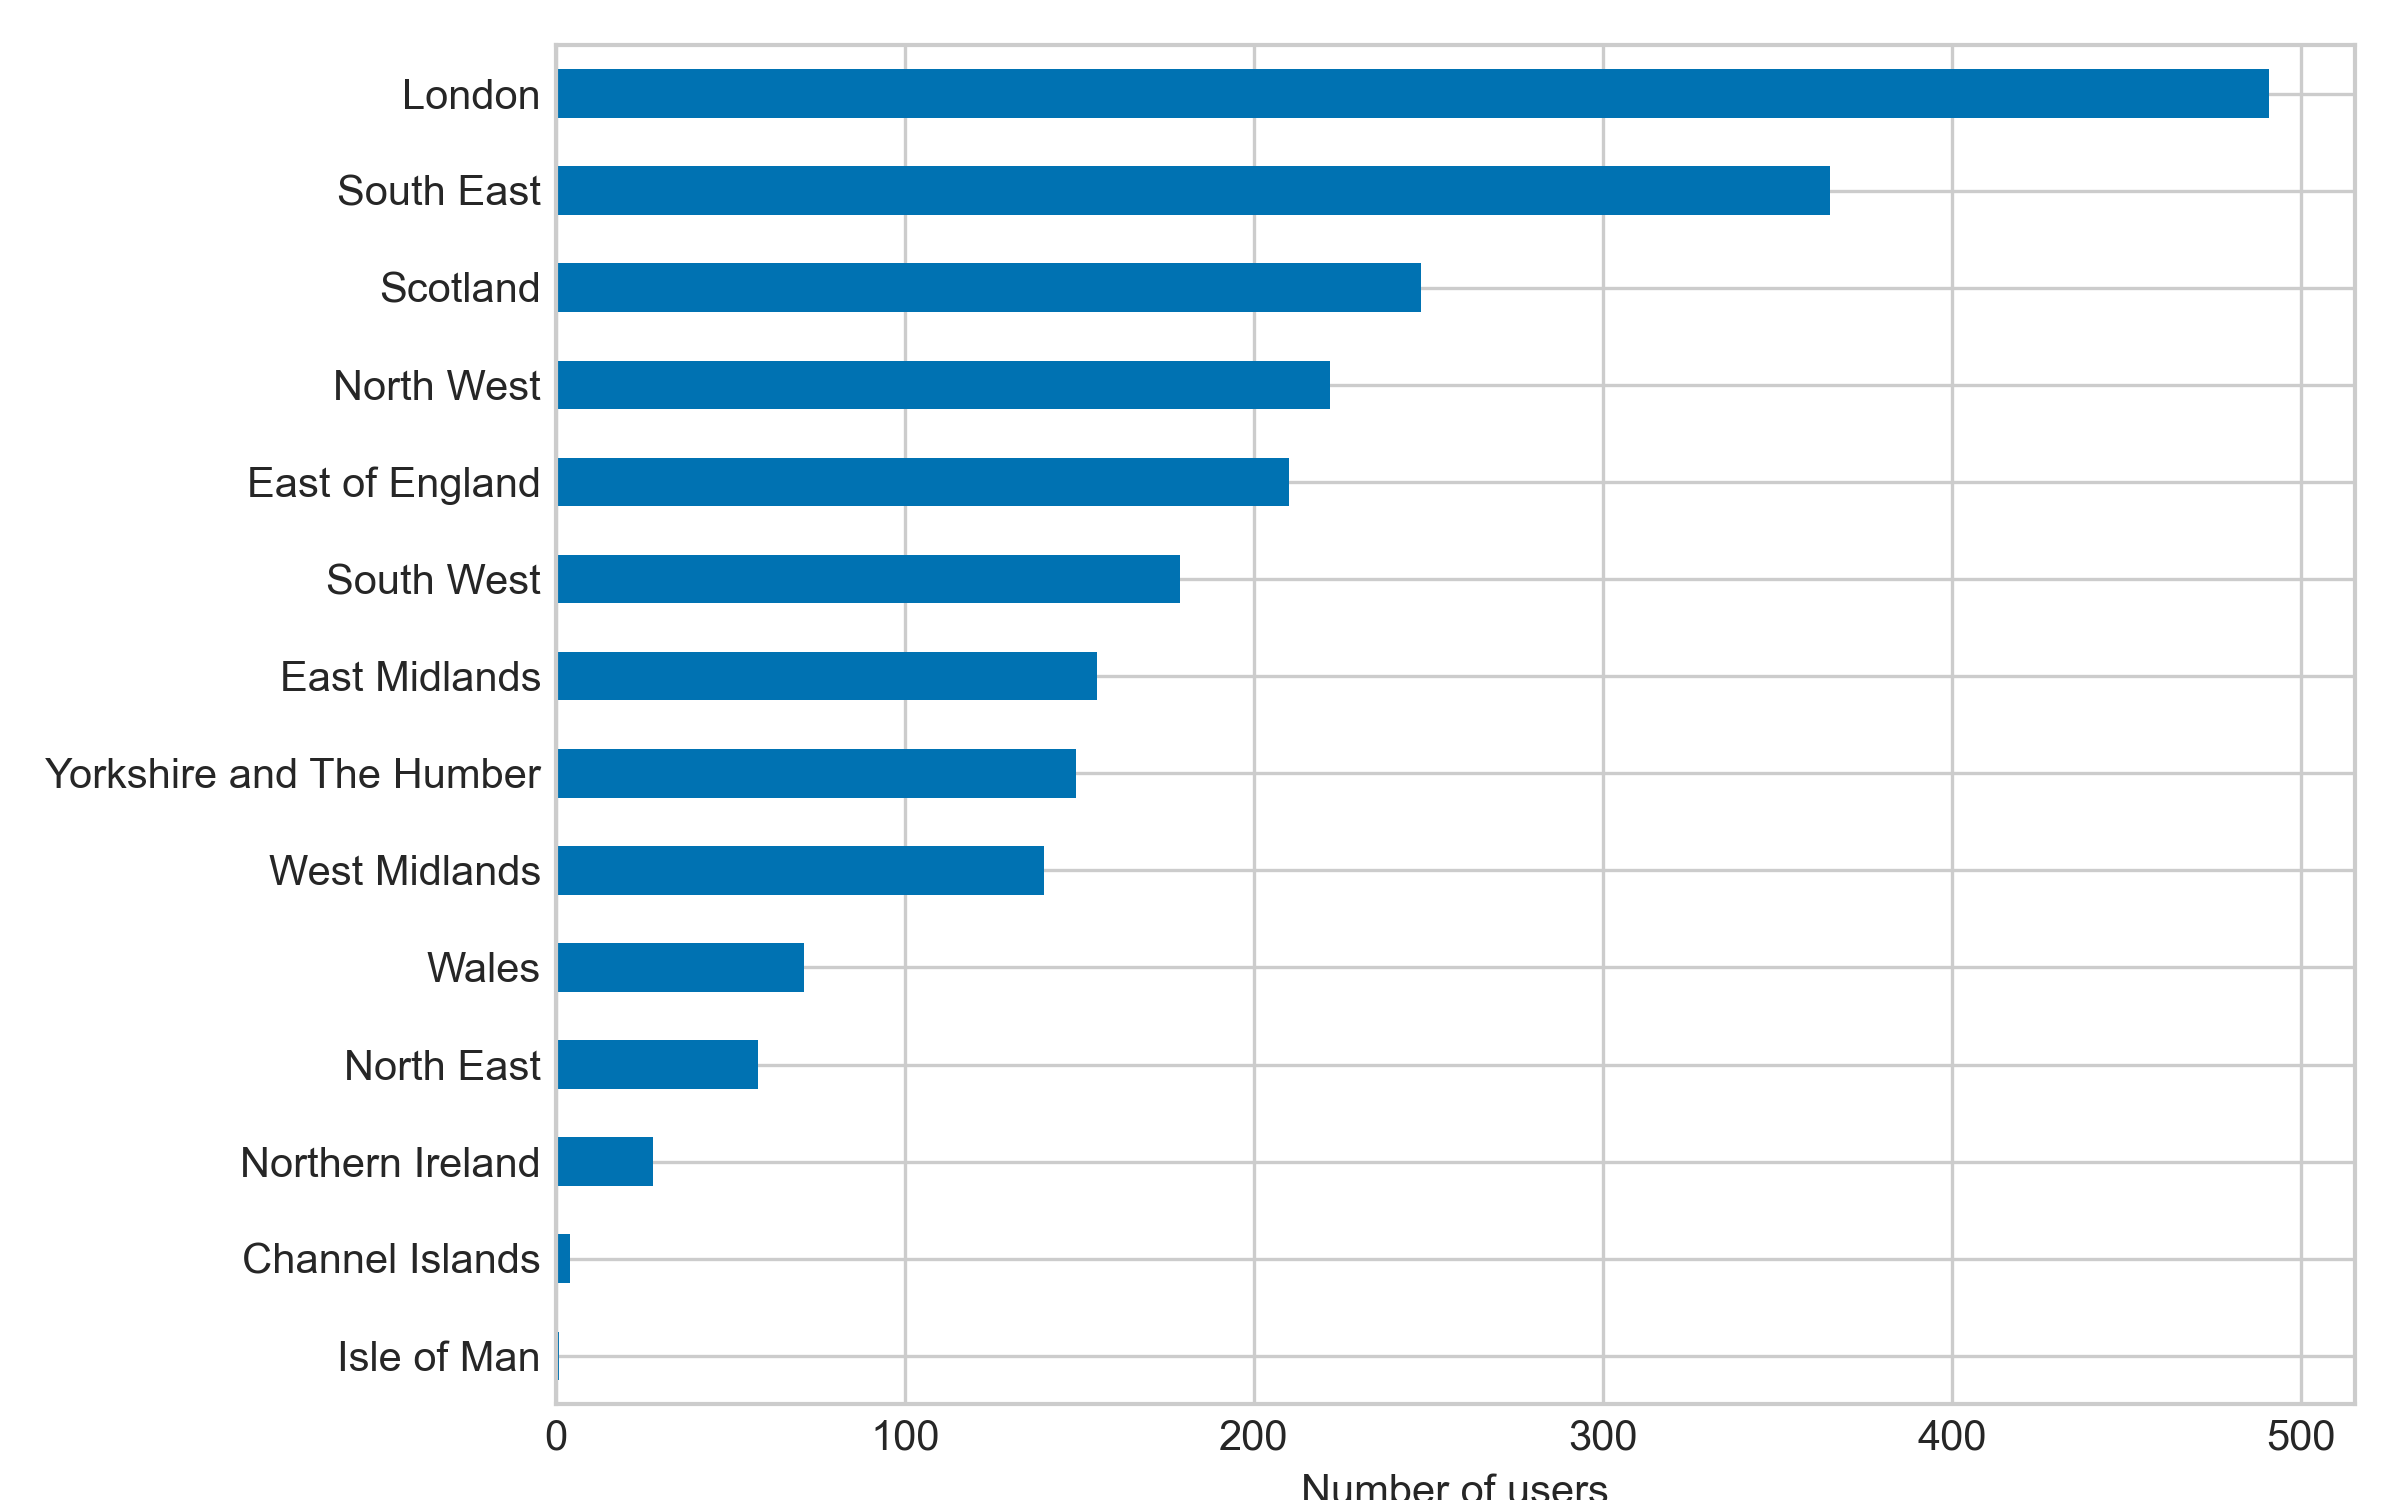 London
South East
Scotland
North West
East of England
South West
East Midlands
Yorkshire and The Humber
West Midlands
Wales
North East
Northern Ireland
Channel Islands
Isle of Man
0 100 200 300 400 500
Number of users